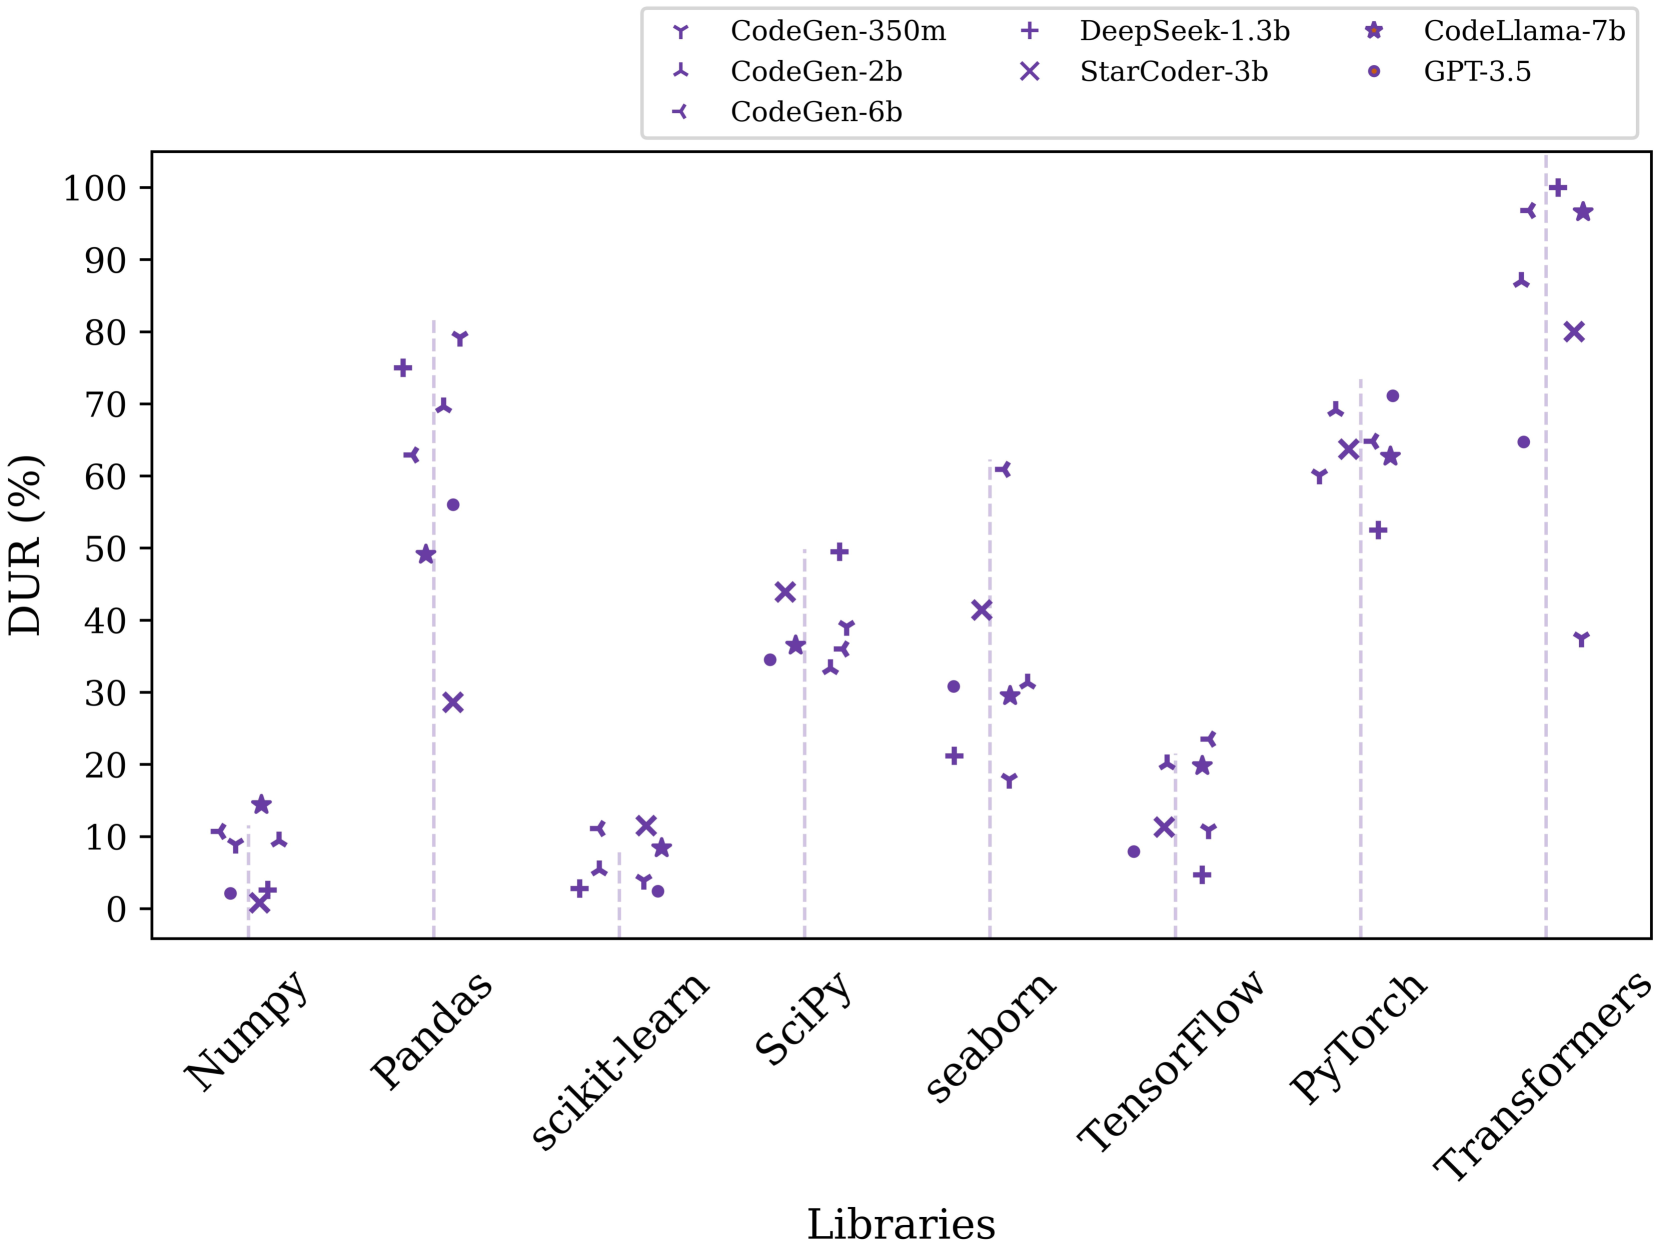 CodeGen-350m DeepSeek-1.3b CodeLlama-7b
CodeGen-2b StarCoder-3b GPT-3.5
CodeGen-6b
100
90
80
70
60
50
40
30
20
10
0
DUR (%)
Numpy Pandas scikit-learn SciPy seaborn TensorFlow PyTorch Transformers
Libraries